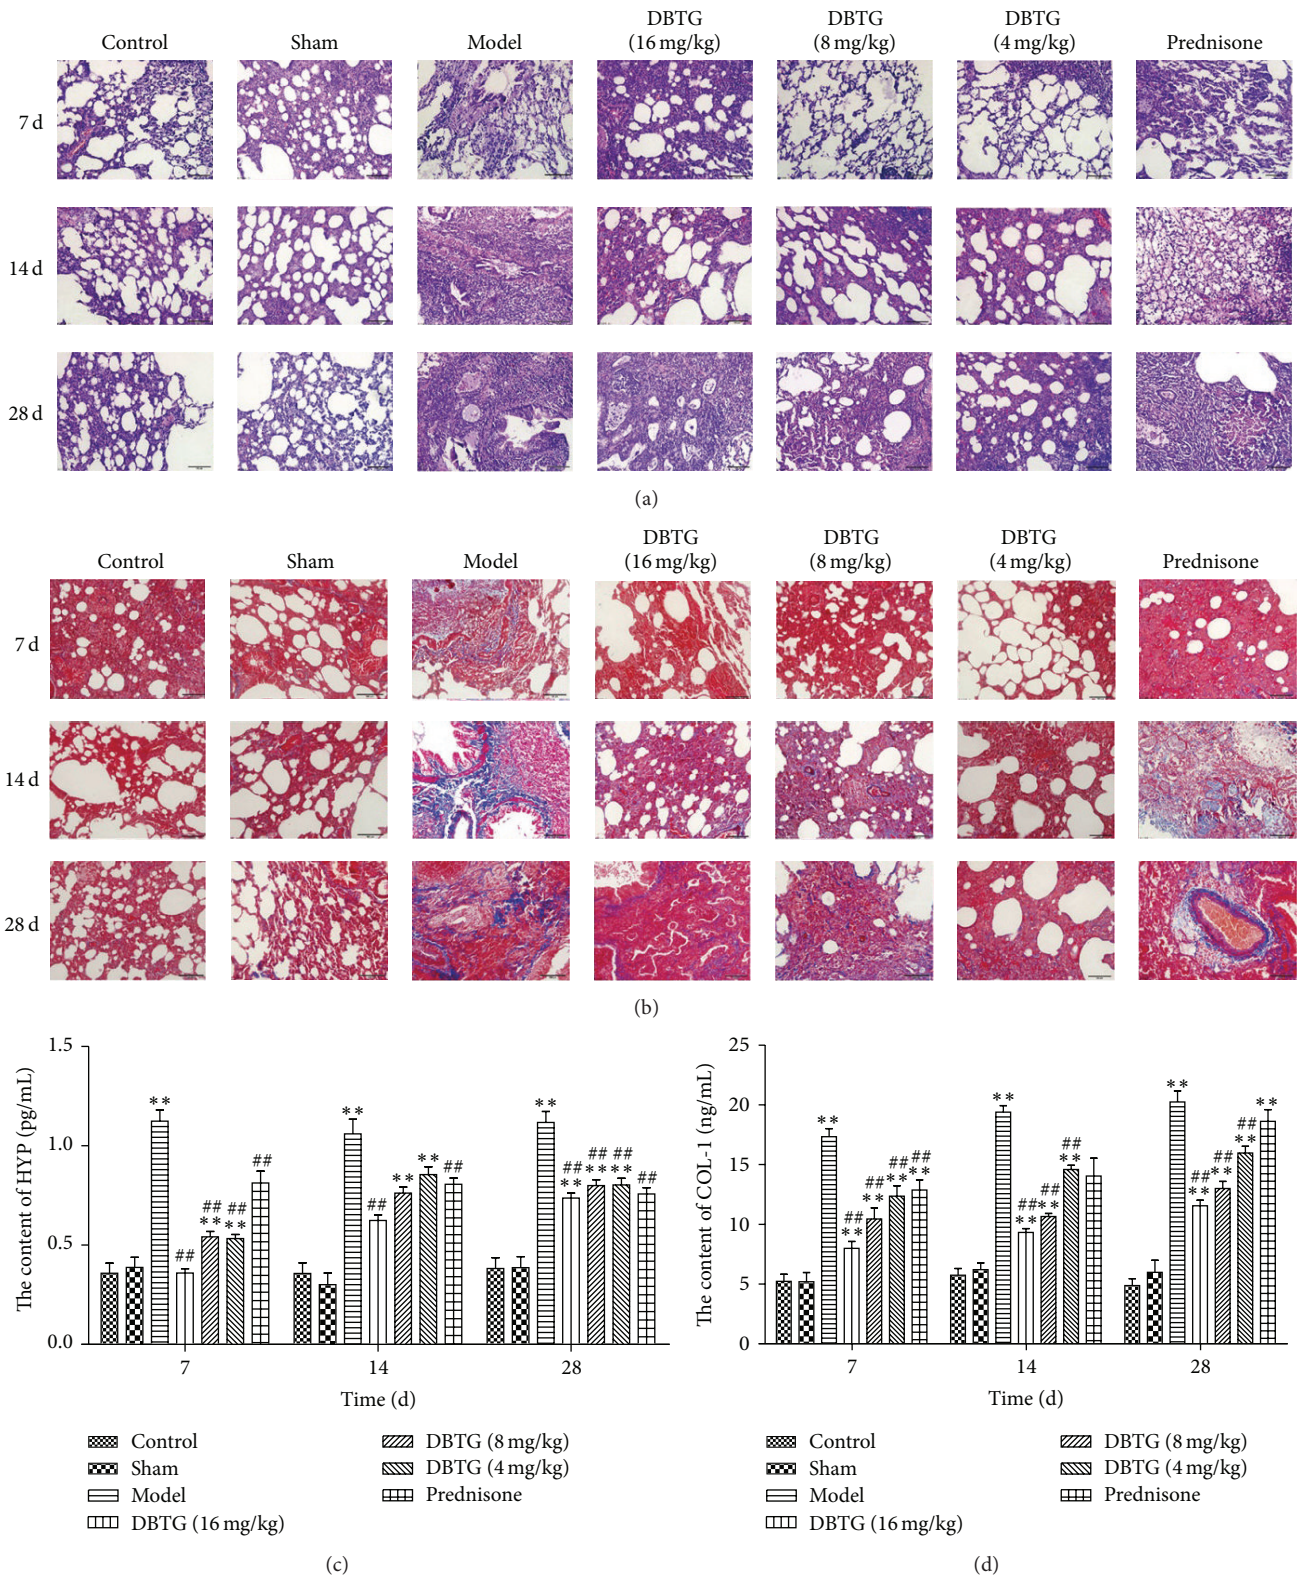 DBTG DBTG DBTG
Control Sham Model (16 mg/kg) (8 mg/kg) (4 mg/kg) Prednisone
7 d
14 d
28 d
(a)
DBTG DBTG DBTG
Control Sham Model (16 mg/kg) (8 mg/kg) (4 mg/kg) Prednisone
7 d
14 d
28 d
(b)
The content of HYP (pg/mL)
1.5
1.0
0.5
0.0
** ## ## ** ## ** ##
** ## ** ** ##
** ## ** ## ** ## ** ##
7 14 28
Time (d)
Control
Sham
Model
DBTG (16 mg/kg)
DBTG (8 mg/kg)
DBTG (4 mg/kg)
Prednisone
(c)
The content of COL-1 (ng/mL)
25
20
15
10
5
0
** ## ** ## ** ## ** ## **
** ## ** ## ** ## **
** ## ** ## ** ## ** **
7 14 28
Time (d)
Control
Sham
Model
DBTG (16 mg/kg)
DBTG (8 mg/kg)
DBTG (4 mg/kg)
Prednisone
(d)